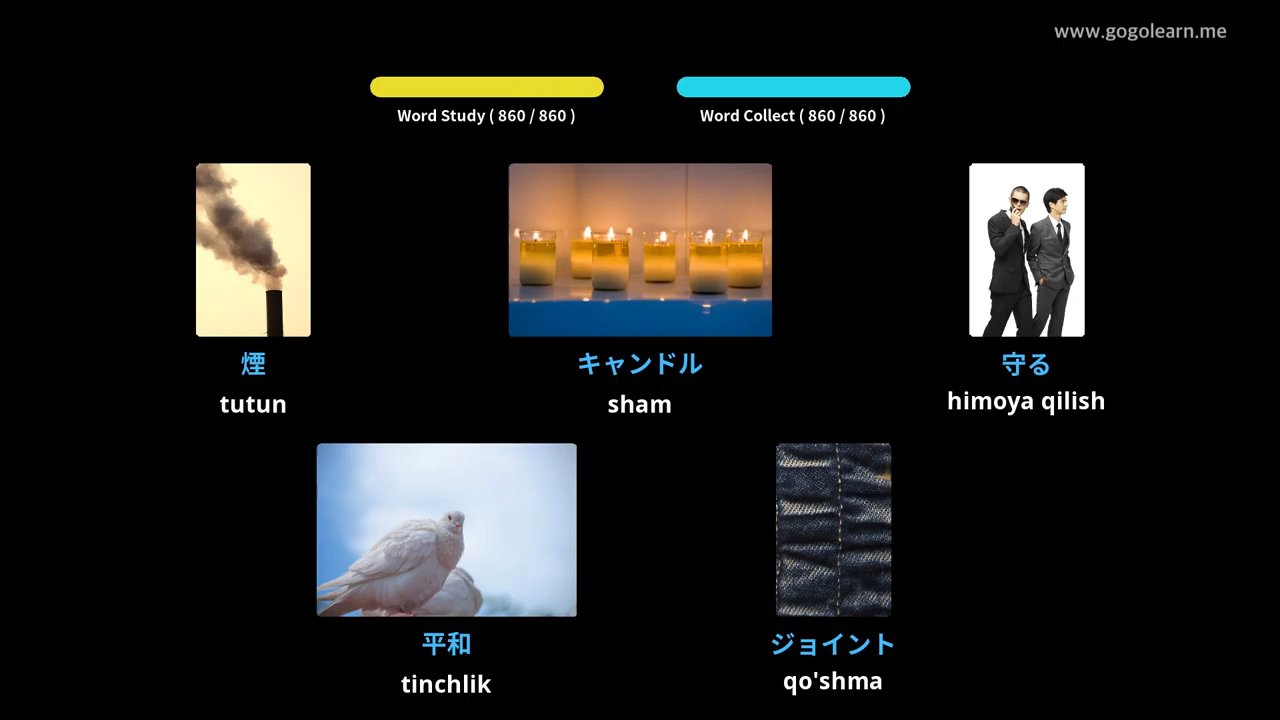 www.gogolearn.me
Word Study ( 860 / 860 )
Word Collect ( 860 / 860 )
煙
キャンドル
守る
tutun
sham
himoya qilish
平和
ジョイント
tinchlik
qo'shma